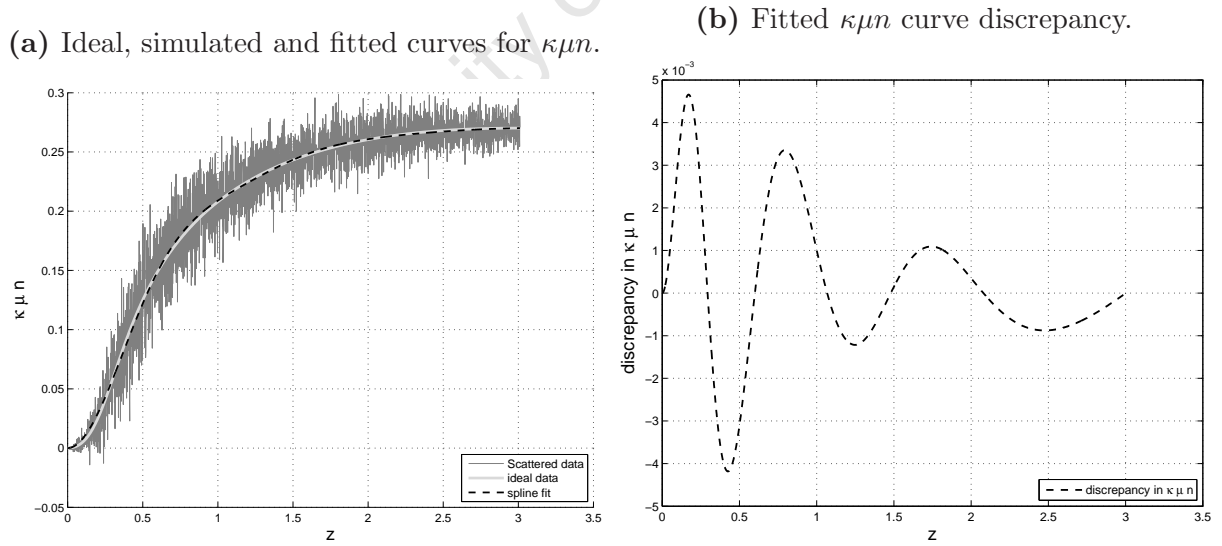 (a) Ideal, simulated and fitted curves for κμn.
0.3
0.25
0.2
0.15
0.1
0.05
0
−0.05
κ μ n
0 0.5 1 1.5 2 2.5 3 3.5
z
Scattered data
ideal data
spline fit
(b) Fitted κμn curve discrepancy.
x 10⁻³
5
4
3
2
1
0
−1
−2
−3
−4
−5
discrepancy in κ μ n
0 0.5 1 1.5 2 2.5 3 3.5
z
discrepancy in κ μ n